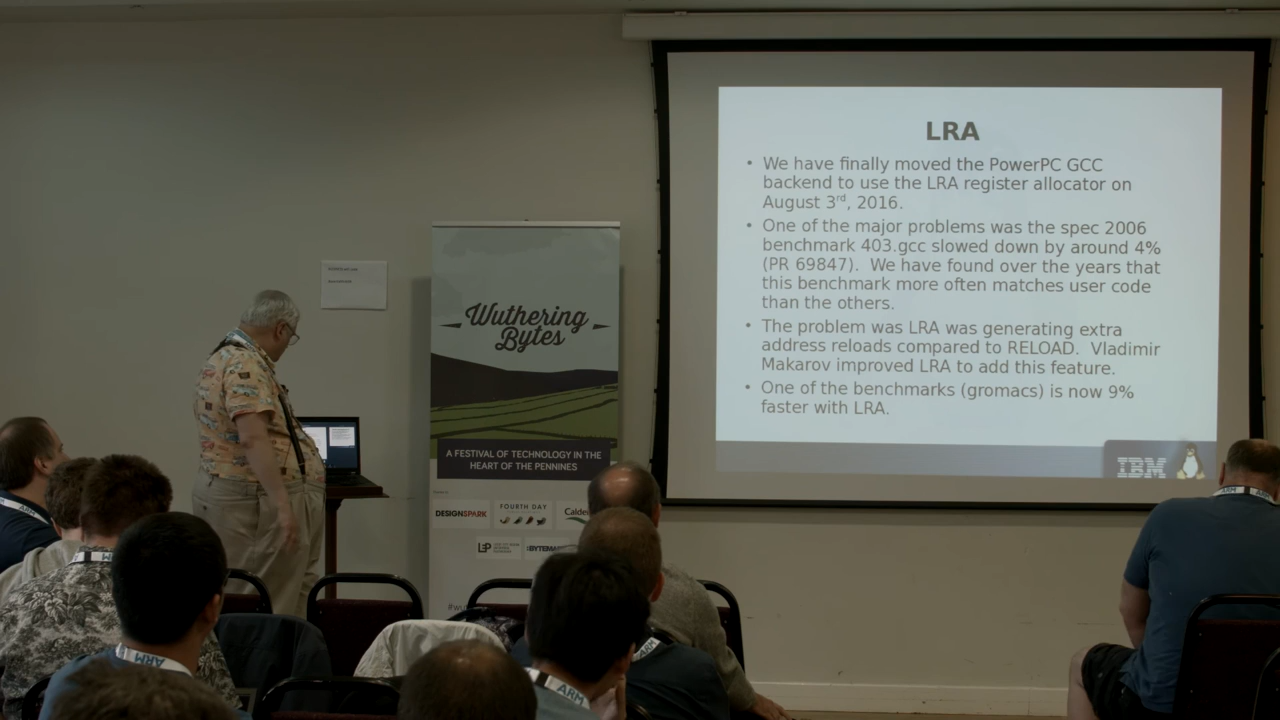 LRA
• We have finally moved the PowerPC GCC
backend to use the LRA register allocator on
August 3rd, 2016.
• One of the major problems was the spec 2006
benchmark 403.gcc slowed down by around 4%
(PR 69847). We have found over the years that
this benchmark more often matches user code
than the others.
• The problem was LRA was generating extra
address reloads compared to RELOAD. Vladimir
Makarov improved LRA to add this feature.
• One of the benchmarks (gromacs) is now 9%
faster with LRA.
IBM
Wuthering
Bytes
A FESTIVAL OF TECHNOLOGY IN THE
HEART OF THE PENNINES
DESIGNSPARK
FOURTH DAY
LEP
ARM
ARM
ARM
ARM